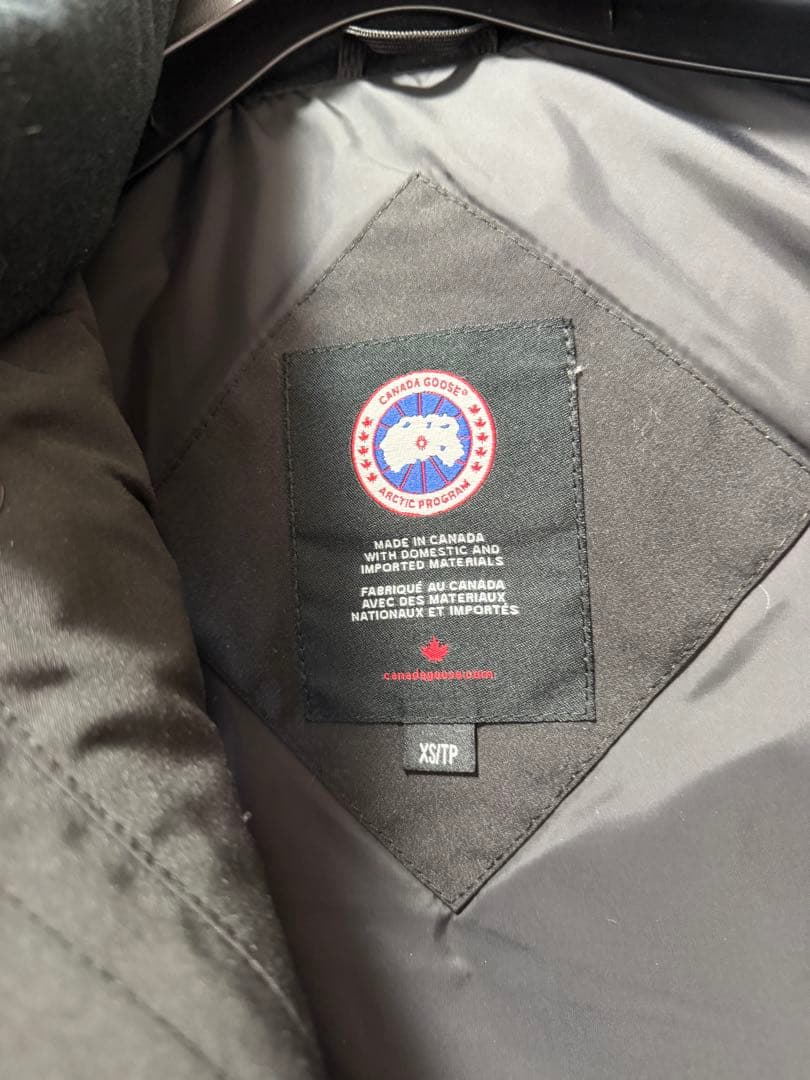 CANADA GOOSE®
ARCTIC PROGRAM
MADE IN CANADA
WITH DOMESTIC AND
IMPORTED MATERIALS
FABRIQUÉ AU CANADA
AVEC DES MATERIAUX
NATIONAUX ET IMPORTÉS
canadagoose.com
XS/TP